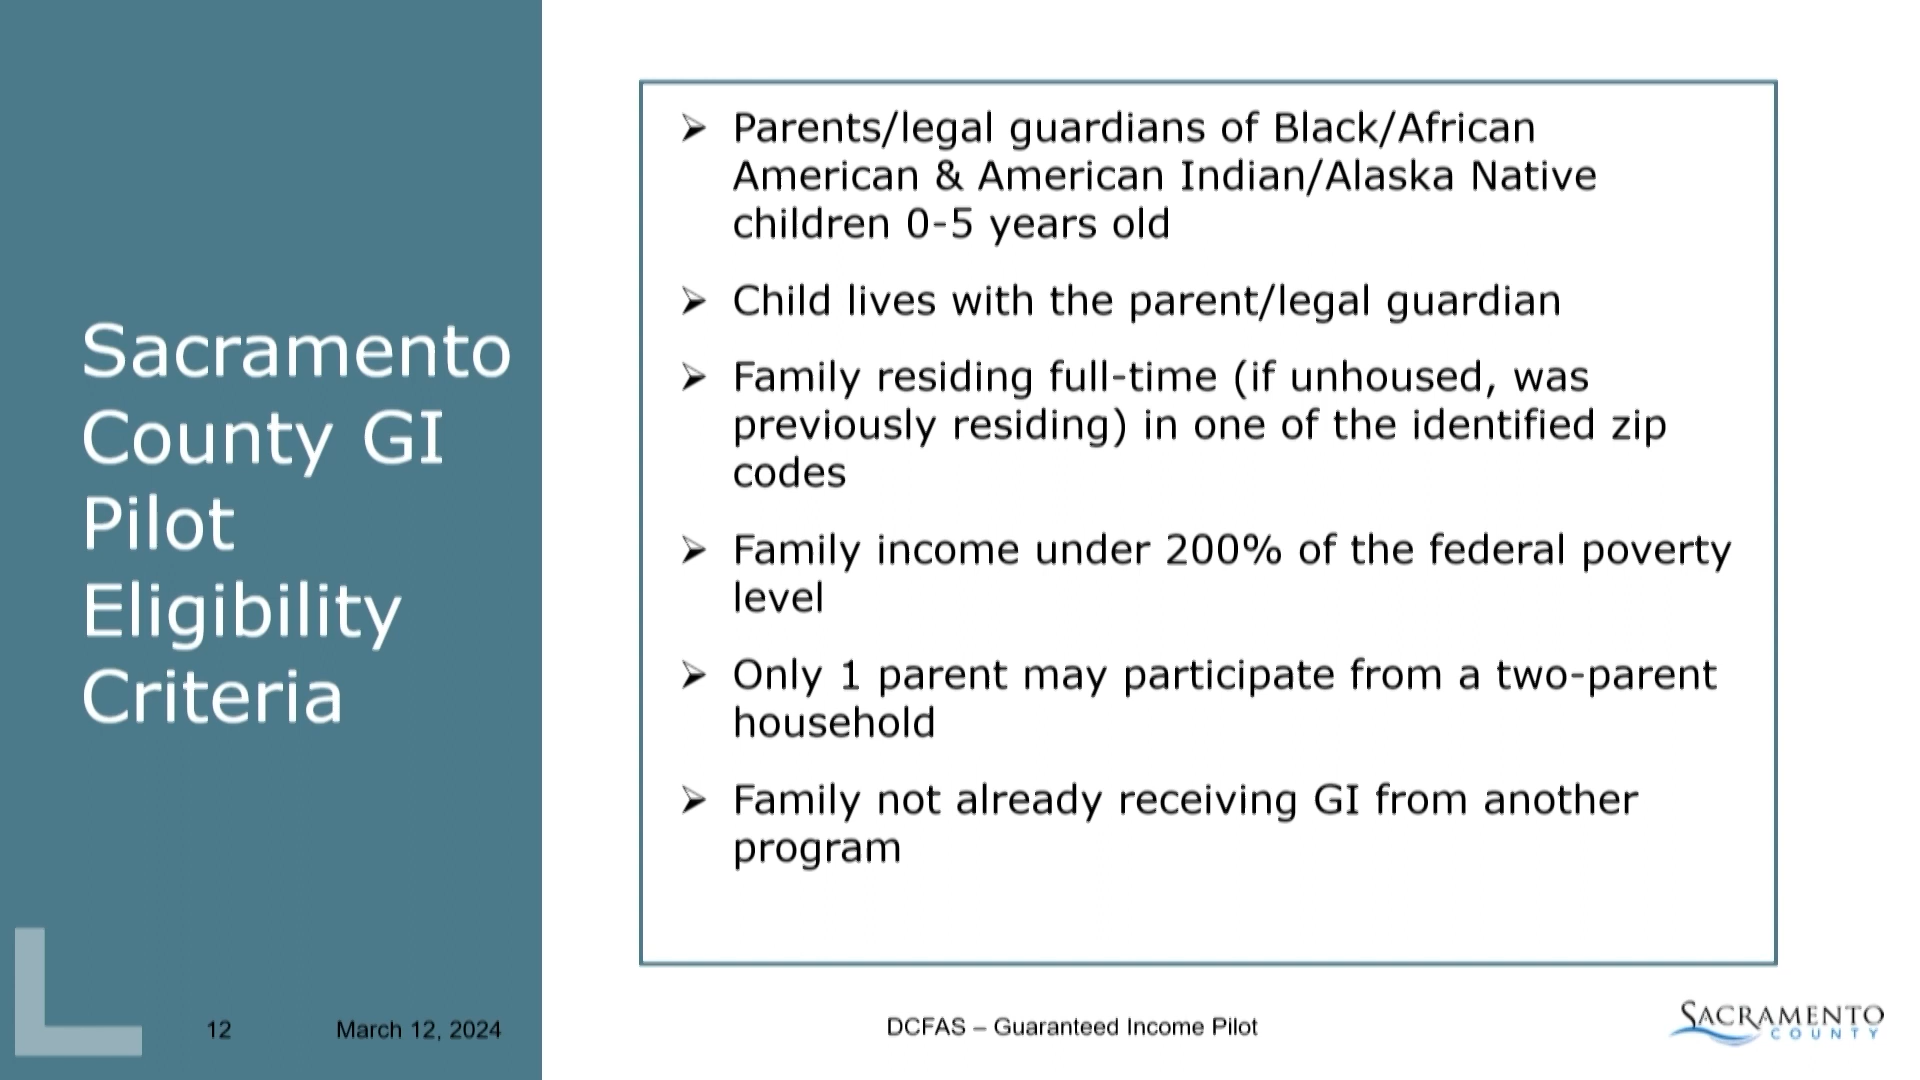 Sacramento
County GI
Pilot
Eligibility
Criteria
➢ Parents/legal guardians of Black/African
American & American Indian/Alaska Native
children 0-5 years old
➢ Child lives with the parent/legal guardian
➢ Family residing full-time (if unhoused, was
previously residing) in one of the identified zip
codes
➢ Family income under 200% of the federal poverty
level
➢ Only 1 parent may participate from a two-parent
household
➢ Family not already receiving GI from another
program
12
March 12, 2024
DCFAS – Guaranteed Income Pilot
SACRAMENTO
COUNTY